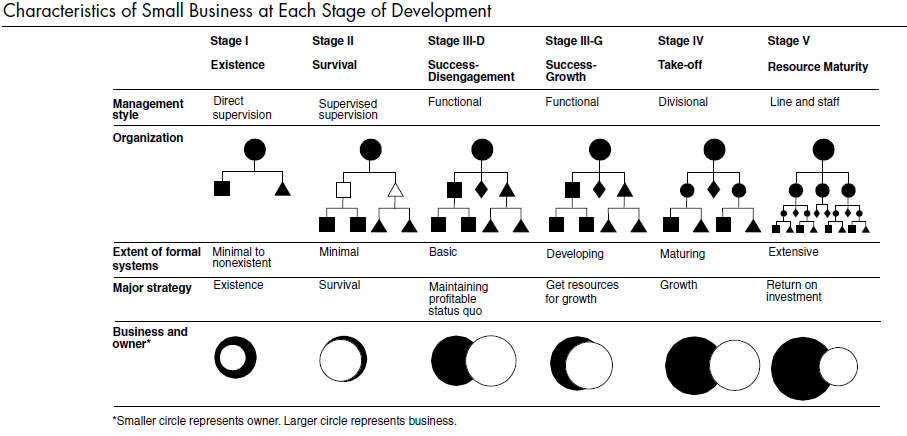 Characteristics of Small Business at Each Stage of Development
Stage I Stage II Stage III-D Stage III-G Stage IV Stage V
Existence Survival Success- Success- Take-off Resource Maturity
Disengagement Growth
Management Direct Supervised Functional Functional Divisional Line and staff
style supervision supervision
Organization
Extent of formal Minimal to Minimal Basic Developing Maturing Extensive
systems nonexistent
Major strategy Existence Survival Maintaining Get resources Growth Return on
profitable for growth investment
status quo
Business and
owner*
*Smaller circle represents owner. Larger circle represents business.